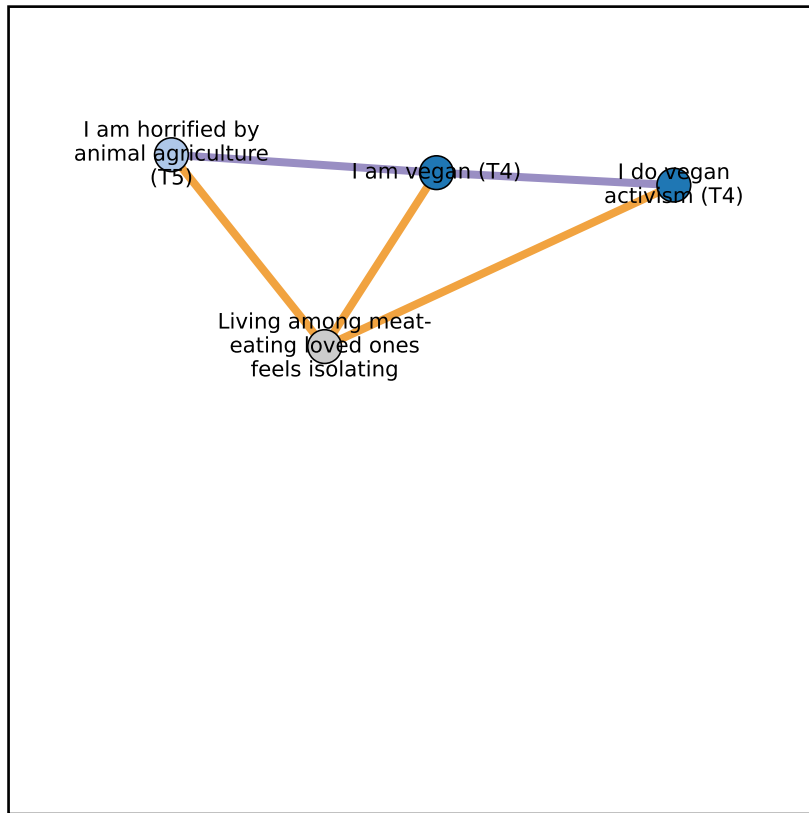 I am horrified by
animal agriculture
(T5)
I am vegan (T4)
I do vegan
activism (T4)
Living among meat-
eating loved ones
feels isolating